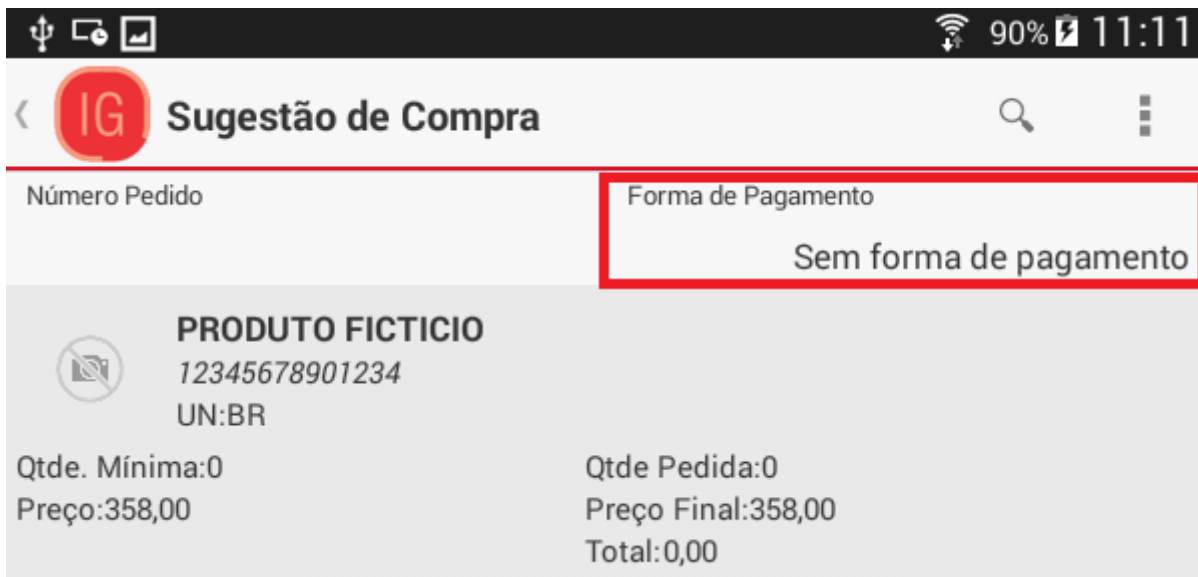 90% 11:11
IG Sugestão de Compra
Número Pedido
Forma de Pagamento
Sem forma de pagamento
PRODUTO FICTICIO
12345678901234
UN:BR
Qtde. Mínima:0
Qtde Pedida:0
Preço:358,00
Preço Final:358,00
Total:0,00